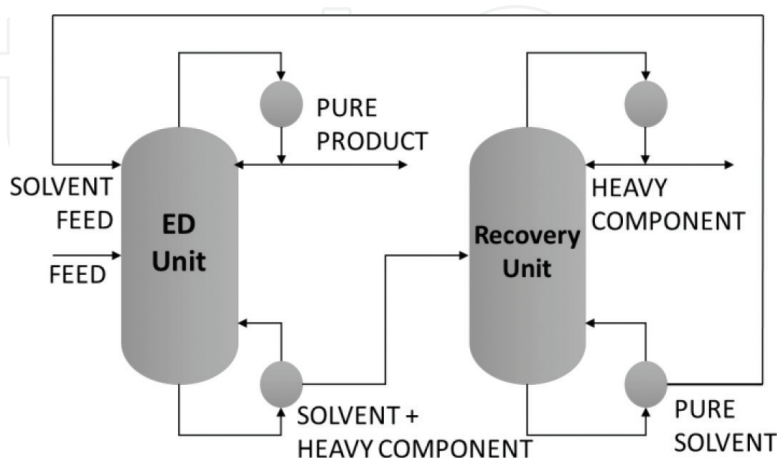 PURE
PRODUCT
SOLVENT
FEED
ED
Unit
FEED
SOLVENT +
HEAVY COMPONENT
HEAVY
COMPONENT
Recovery
Unit
PURE
SOLVENT